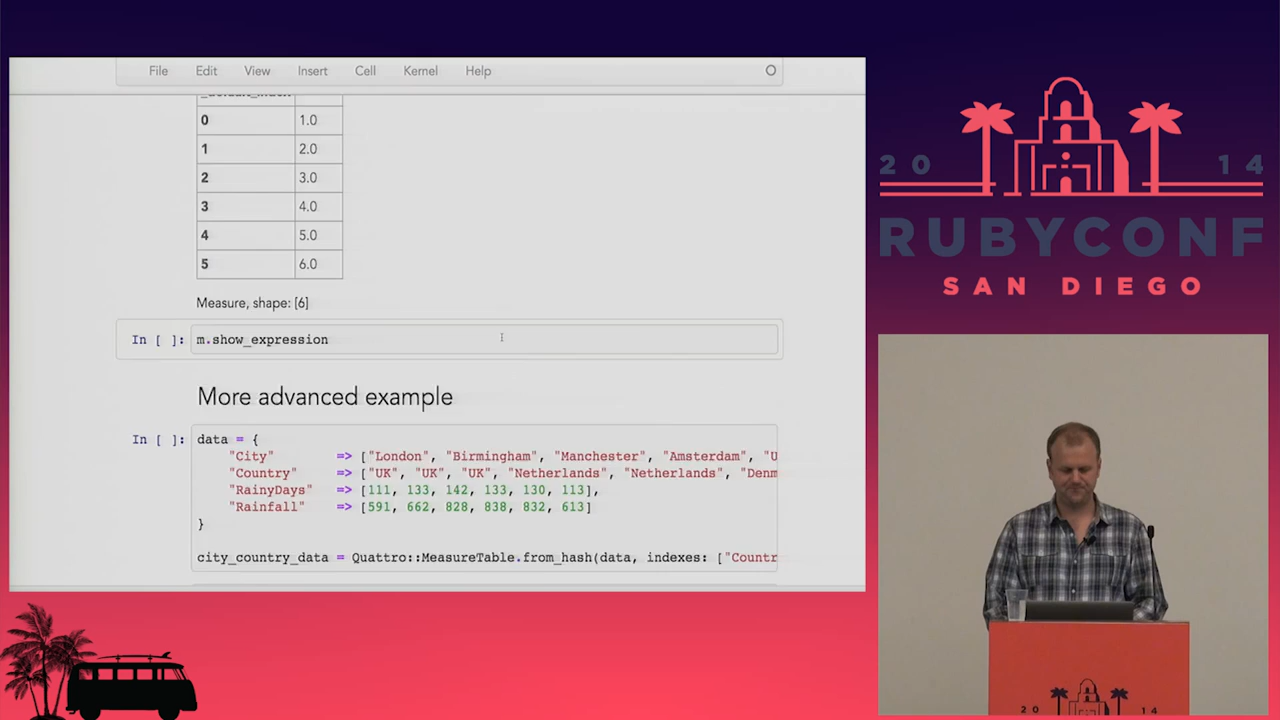 File Edit View Insert Cell Kernel Help
0 1.0
1 2.0
2 3.0
3 4.0
4 5.0
5 6.0
Measure, shape: [6]
In [ ]: m.show_expression
More advanced example
In [ ]: data = {
"City" => ["London", "Birmingham", "Manchester", "Amsterdam", "U
"Country" => ["UK", "UK", "UK", "Netherlands", "Netherlands", "Denm
"RainyDays" => [111, 133, 142, 133, 130, 113],
"Rainfall" => [591, 662, 828, 838, 832, 613]
}
city_country_data = Quattro::MeasureTable.from_hash(data, indexes: ["Countr
20 14
RUBYCONF
SAN DIEGO
20 14